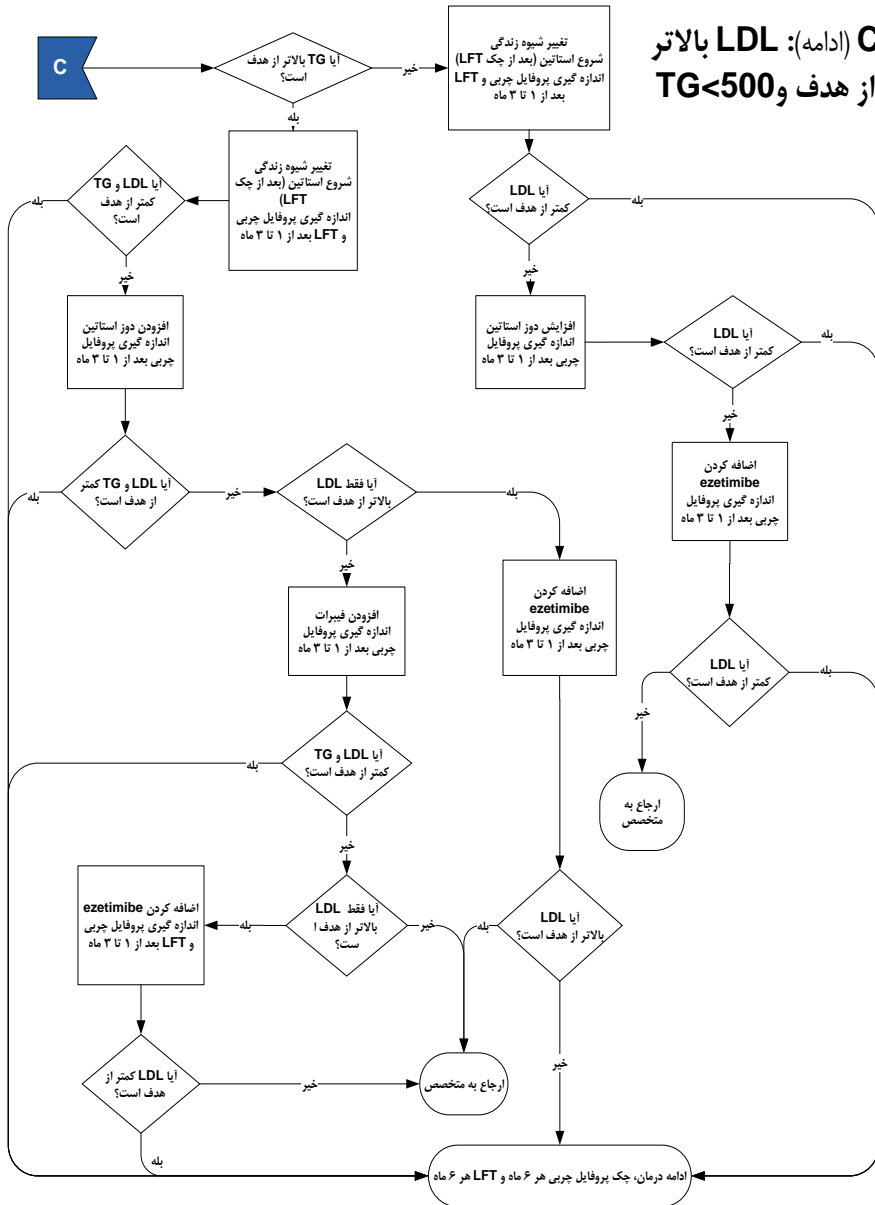 C (ادامه): LDL بالاتر
از هدف و TG<500
C
آیا TG بالاتر از هدف
است؟
خیر
بله
تغییر شیوه زندگی
شروع استاتین (بعد از چک LFT)
اندازه گیری پروفایل چربی و LFT
بعد از ۱ تا ۳ ماه
تغییر شیوه زندگی
شروع استاتین (بعد از چک
LFT)
اندازه گیری پروفایل چربی
و LFT بعد از ۱ تا ۳ ماه
آیا LDL و TG
کمتر از هدف
است؟
بله
خیر
آیا LDL
کمتر از هدف است؟
بله
خیر
افزودن دوز استاتین
اندازه گیری پروفایل
چربی بعد از ۱ تا ۳ ماه
افزایش دوز استاتین
اندازه گیری پروفایل
چربی بعد از ۱ تا ۳ ماه
آیا LDL
کمتر از هدف است؟
بله
خیر
آیا LDL و TG کمتر
از هدف است؟
بله
خیر
آیا فقط LDL
بالاتر از هدف است؟
بله
خیر
اضافه کردن
ezetimibe
اندازه گیری پروفایل
چربی بعد از ۱ تا ۳ ماه
افزودن فیبرات
اندازه گیری پروفایل
چربی بعد از ۱ تا ۳ ماه
اضافه کردن
ezetimibe
اندازه گیری پروفایل
چربی بعد از ۱ تا ۳ ماه
آیا LDL
کمتر از هدف است؟
بله
خیر
آیا LDL و TG
کمتر از هدف است؟
بله
خیر
ارجاع به
متخصص
اضافه کردن ezetimibe
اندازه گیری پروفایل چربی
و LFT بعد از ۱ تا ۳ ماه
آیا فقط LDL
بالاتر از هدف ا
ست؟
بله
خیر
آیا LDL
بالاتر از هدف است؟
بله
خیر
آیا LDL کمتر از
هدف است؟
خیر
بله
ارجاع به متخصص
ادامه درمان، چک پروفایل چربی هر ۶ ماه و LFT هر ۶ ماه